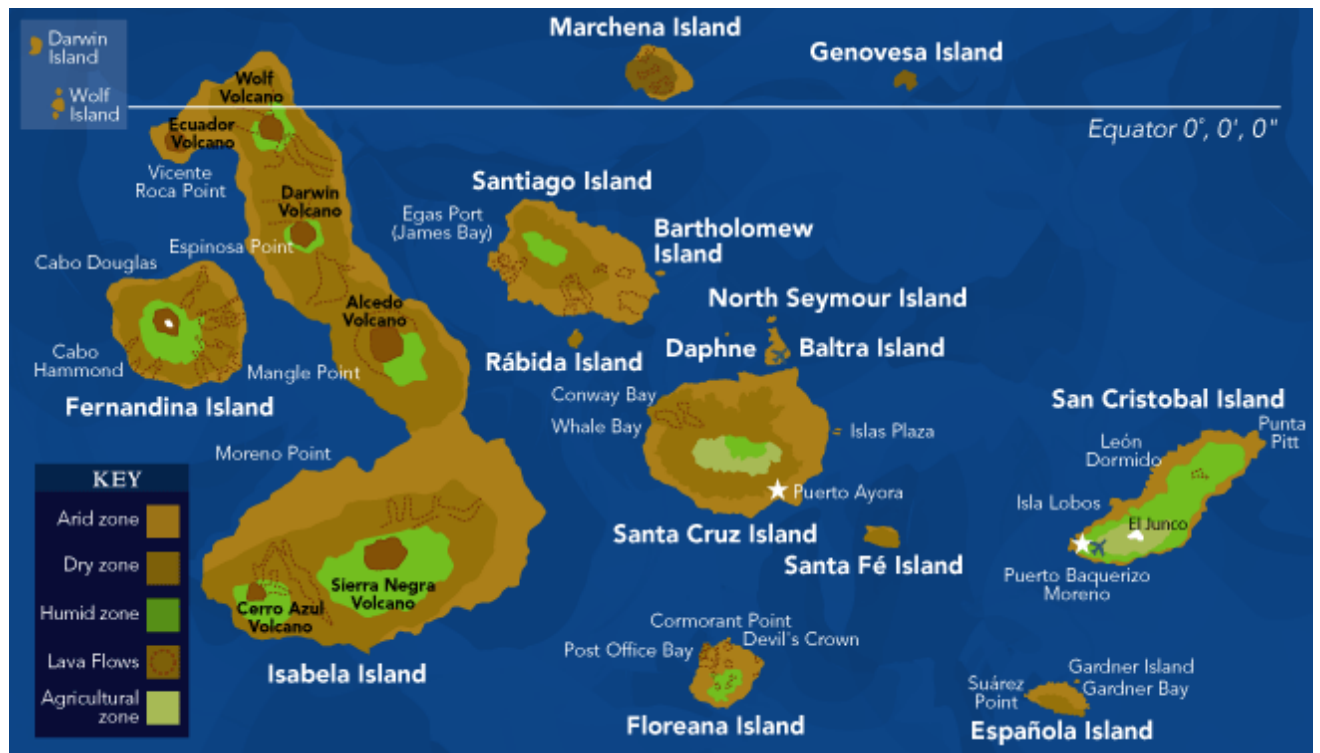 Marchena Island
Genovesa Island
Darwin
Island
Wolf
Island
Equator 0°, 0', 0"
Wolf
Volcano
Ecuador
Volcano
Vicente
Roca Point
Darwin
Volcano
Espinosa Point
Cabo Douglas
Alcedo
Volcano
Cabo
Hammond
Mangle Point
Fernandina Island
Santiago Island
Egas Port
(James Bay)
Bartholomew
Island
North Seymour Island
Rábida Island
Daphne
Baltra Island
Conway Bay
Whale Bay
Islas Plaza
Puerto Ayora
Santa Cruz Island
Santa Fé Island
San Cristobal Island
Punta
Pitt
León
Dormido
Isla Lobos
El Junco
Puerto Baquerizo
Moreno
Moreno Point
Sierra Negra
Volcano
Cerro Azul
Volcano
Isabela Island
Cormorant Point
Devil's Crown
Post Office Bay
Floreana Island
Gardner Island
Gardner Bay
Suárez
Point
Española Island
KEY
Arid zone
Dry zone
Humid zone
Lava Flows
Agricultural
zone